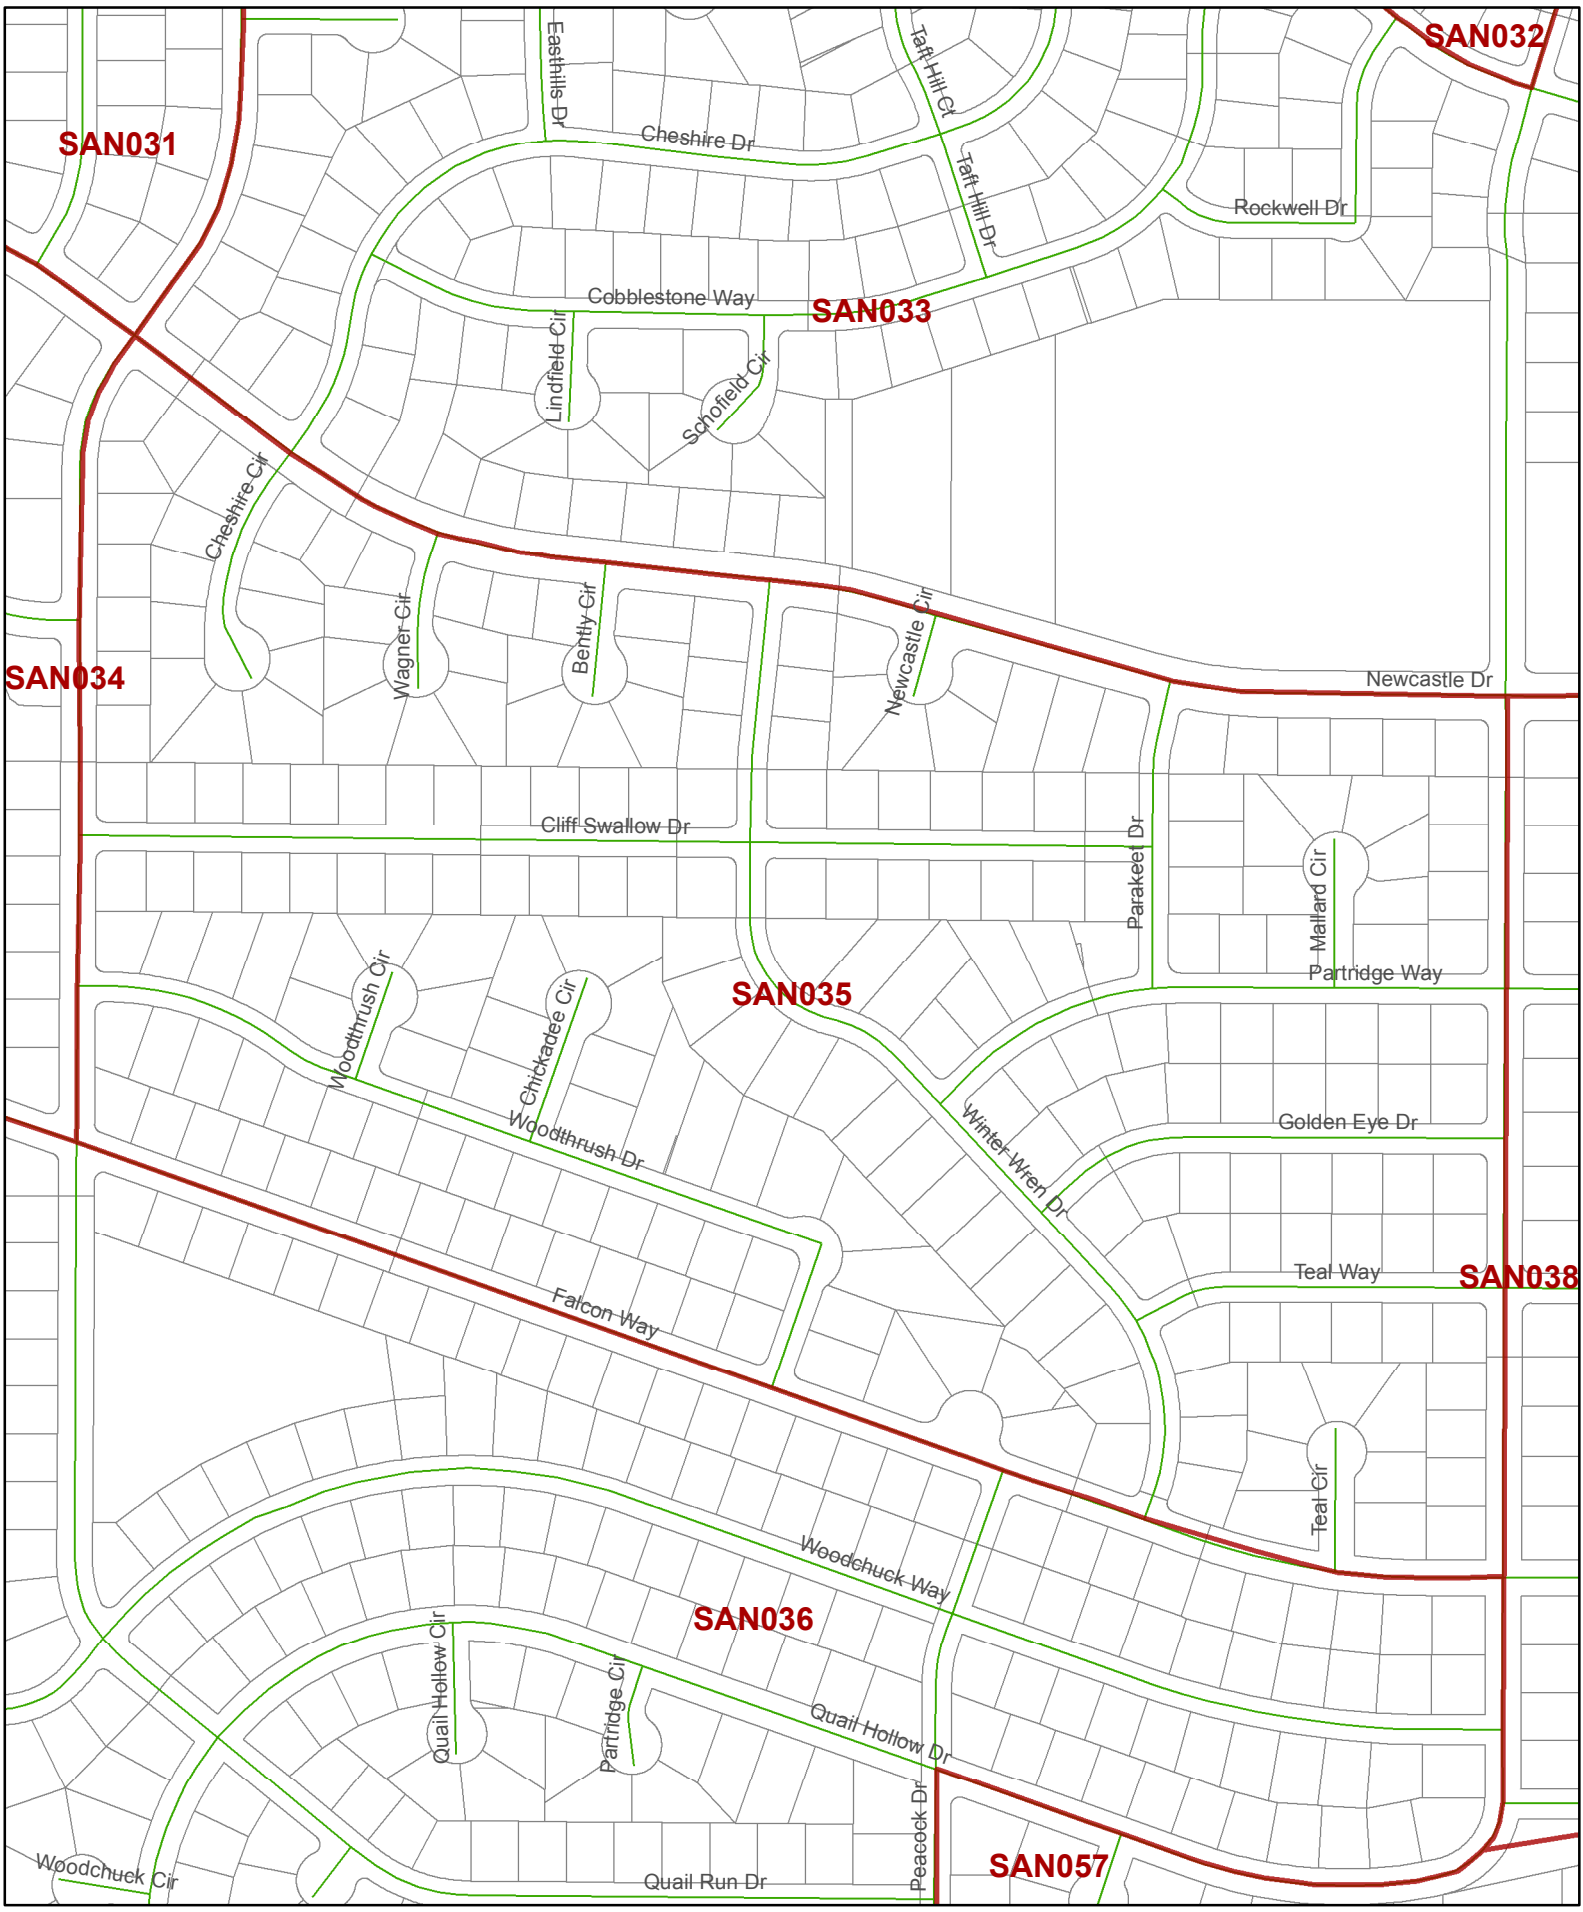 SAN032
Easthills Dr
Taft Hill Ct
SAN031
Cheshire Dr
Taft Hill Dr
Rockwell Dr
Cobblestone Way
SAN033
Lindfield Cir
Schofield Cir
Cheshire Cir
Wagner Cir
Bently Cir
Newcastle Cir
SAN034
Newcastle Dr
Cliff Swallow Dr
Parakeet Dr
Mallard Cir
Partridge Way
Woodthrush Cir
Chickadee Cir
SAN035
Woodthrush Dr
Winter Wren Dr
Golden Eye Dr
Teal Way
SAN038
Falcon Way
Teal Cir
Woodchuck Way
SAN036
Quail Hollow Cir
Partridge Cir
Quail Hollow Dr
Peacock Dr
SAN057
Woodchuck Cir
Quail Run Dr